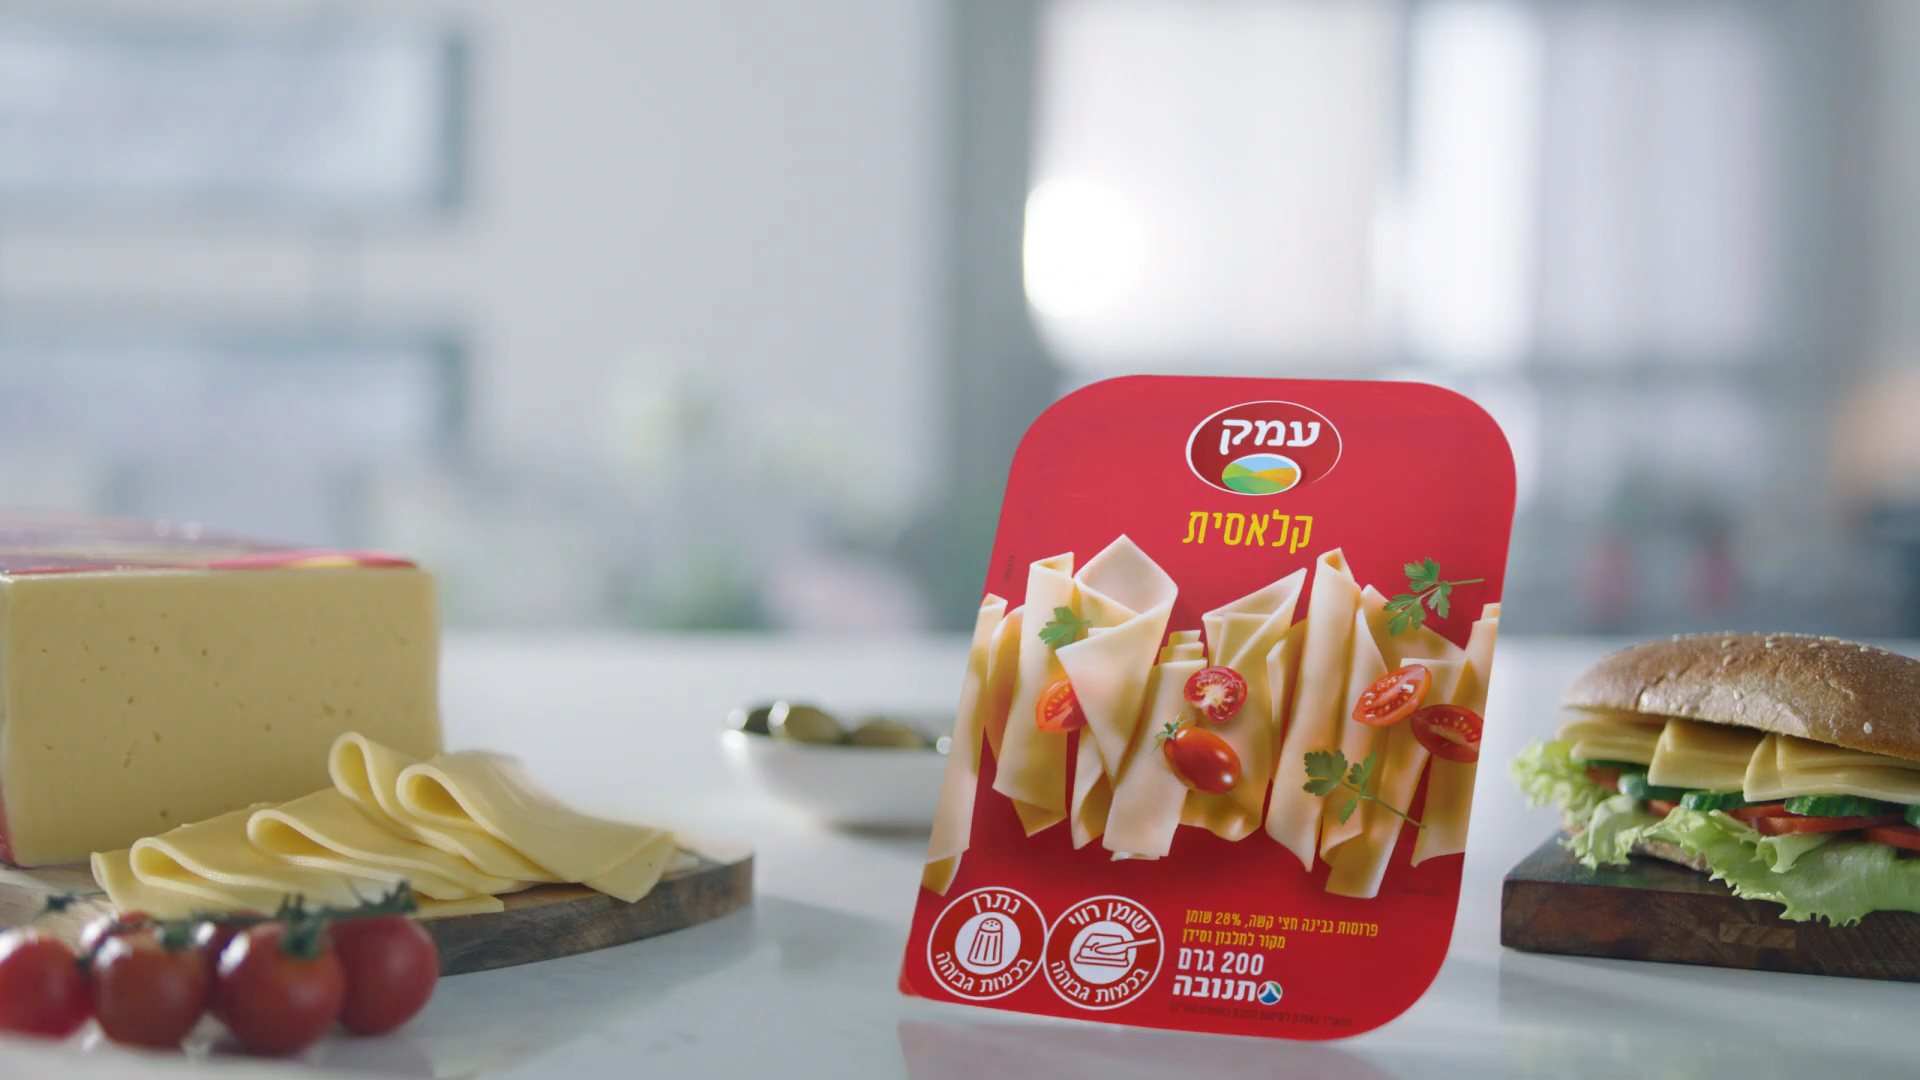 עמק
קלאסית
נתרן
בכמות גבוהה
שומן רווי
בכמות גבוהה
פרוסות גבינה חצי קשה, 28% שומן
מקור לחלבון וסידן
200 גרם
תנובה